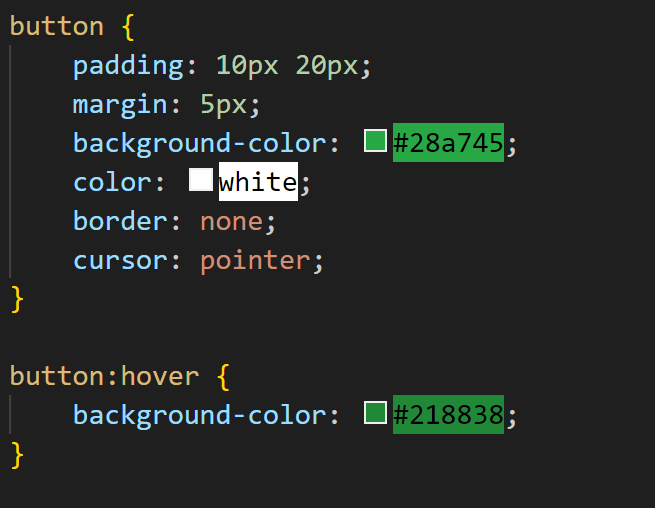 button {
    padding: 10px 20px;
    margin: 5px;
    background-color: #28a745;
    color: white;
    border: none;
    cursor: pointer;
}

button:hover {
    background-color: #218838;
}